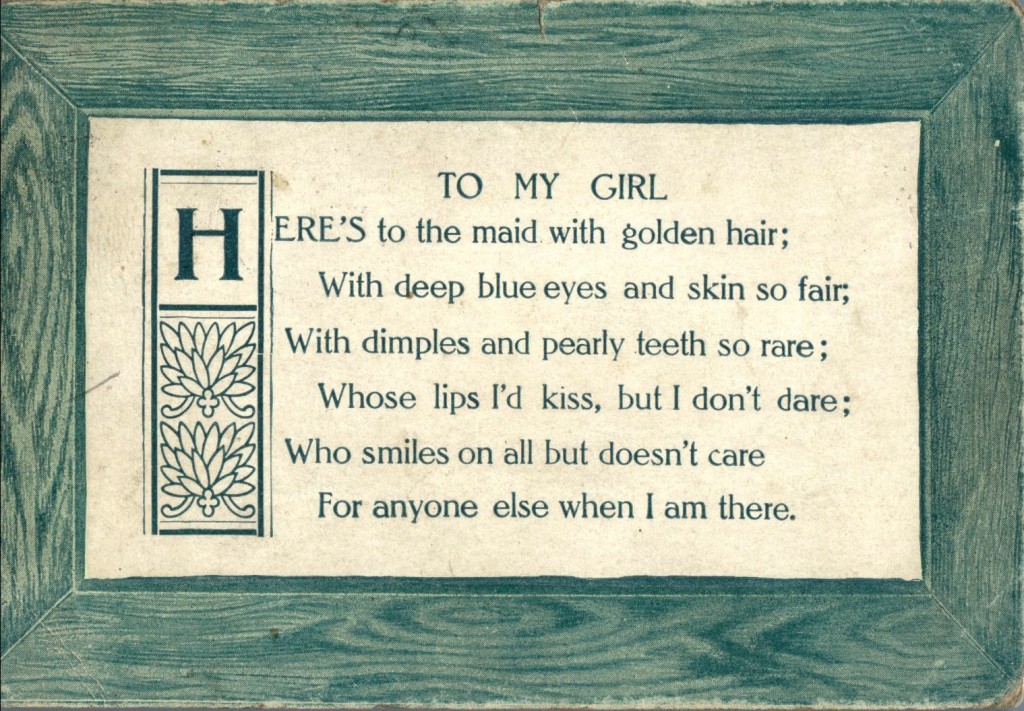 TO MY GIRL
HERE'S to the maid with golden hair;
With deep blue eyes and skin so fair;
With dimples and pearly teeth so rare;
Whose lips I'd kiss, but I don't dare;
Who smiles on all but doesn't care
For anyone else when I am there.